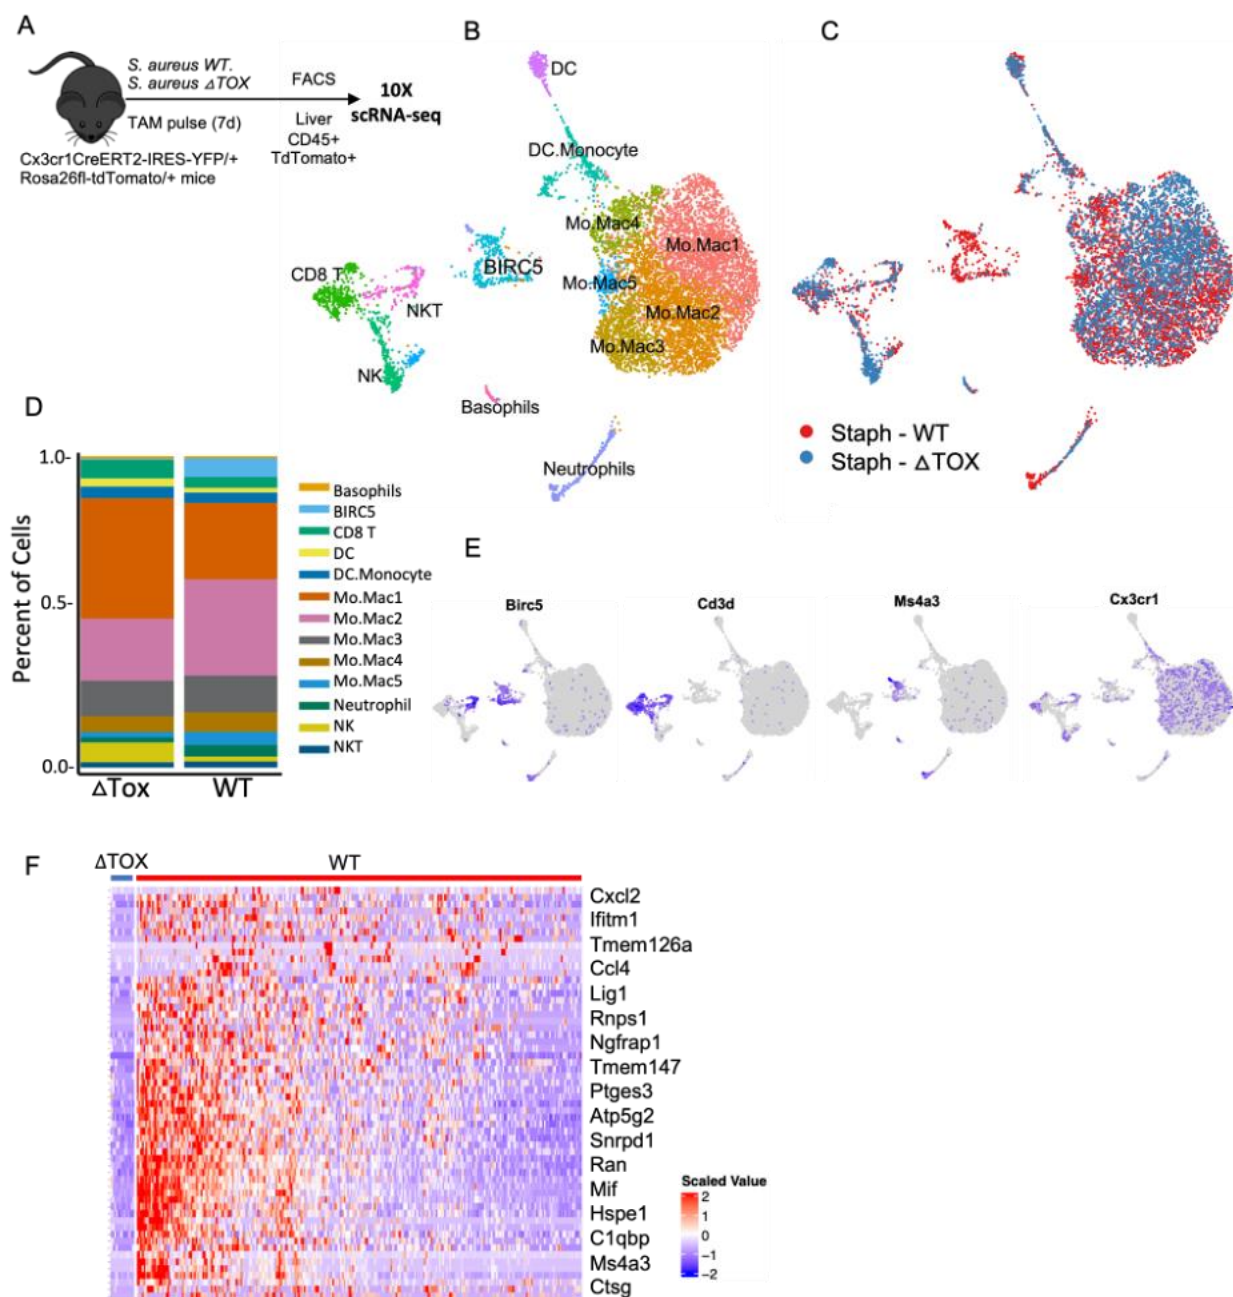 A
S. aureus WT.
S. aureus ΔTOX
TAM pulse (7d)
Cx3cr1CreERT2-IRES-YFP/+
Rosa26fl-tdTomato/+ mice
FACS
Liver
CD45+
TdTomato+
10X
scRNA-seq
B
DC
DC.Monocyte
Mo.Mac4
Mo.Mac1
BIRC5
Mo.Mac5
CD8 T
NKT
Mo.Mac2
Mo.Mac3
NK
Basophils
Neutrophils
C
Staph - WT
Staph - ΔTOX
D
Percent of Cells
1.0-
0.5-
0.0-
ΔTox
WT
Basophils
BIRC5
CD8 T
DC
DC.Monocyte
Mo.Mac1
Mo.Mac2
Mo.Mac3
Mo.Mac4
Mo.Mac5
Neutrophil
NK
NKT
E
Birc5
Cd3d
Ms4a3
Cx3cr1
F
ΔTOX
WT
Cxcl2
Ifitm1
Tmem126a
Ccl4
Lig1
Rnps1
Ngfrap1
Tmem147
Ptges3
Atp5g2
Snrpd1
Ran
Mif
Hspe1
C1qbp
Ms4a3
Ctsg
Scaled Value
2
1
0
−1
−2